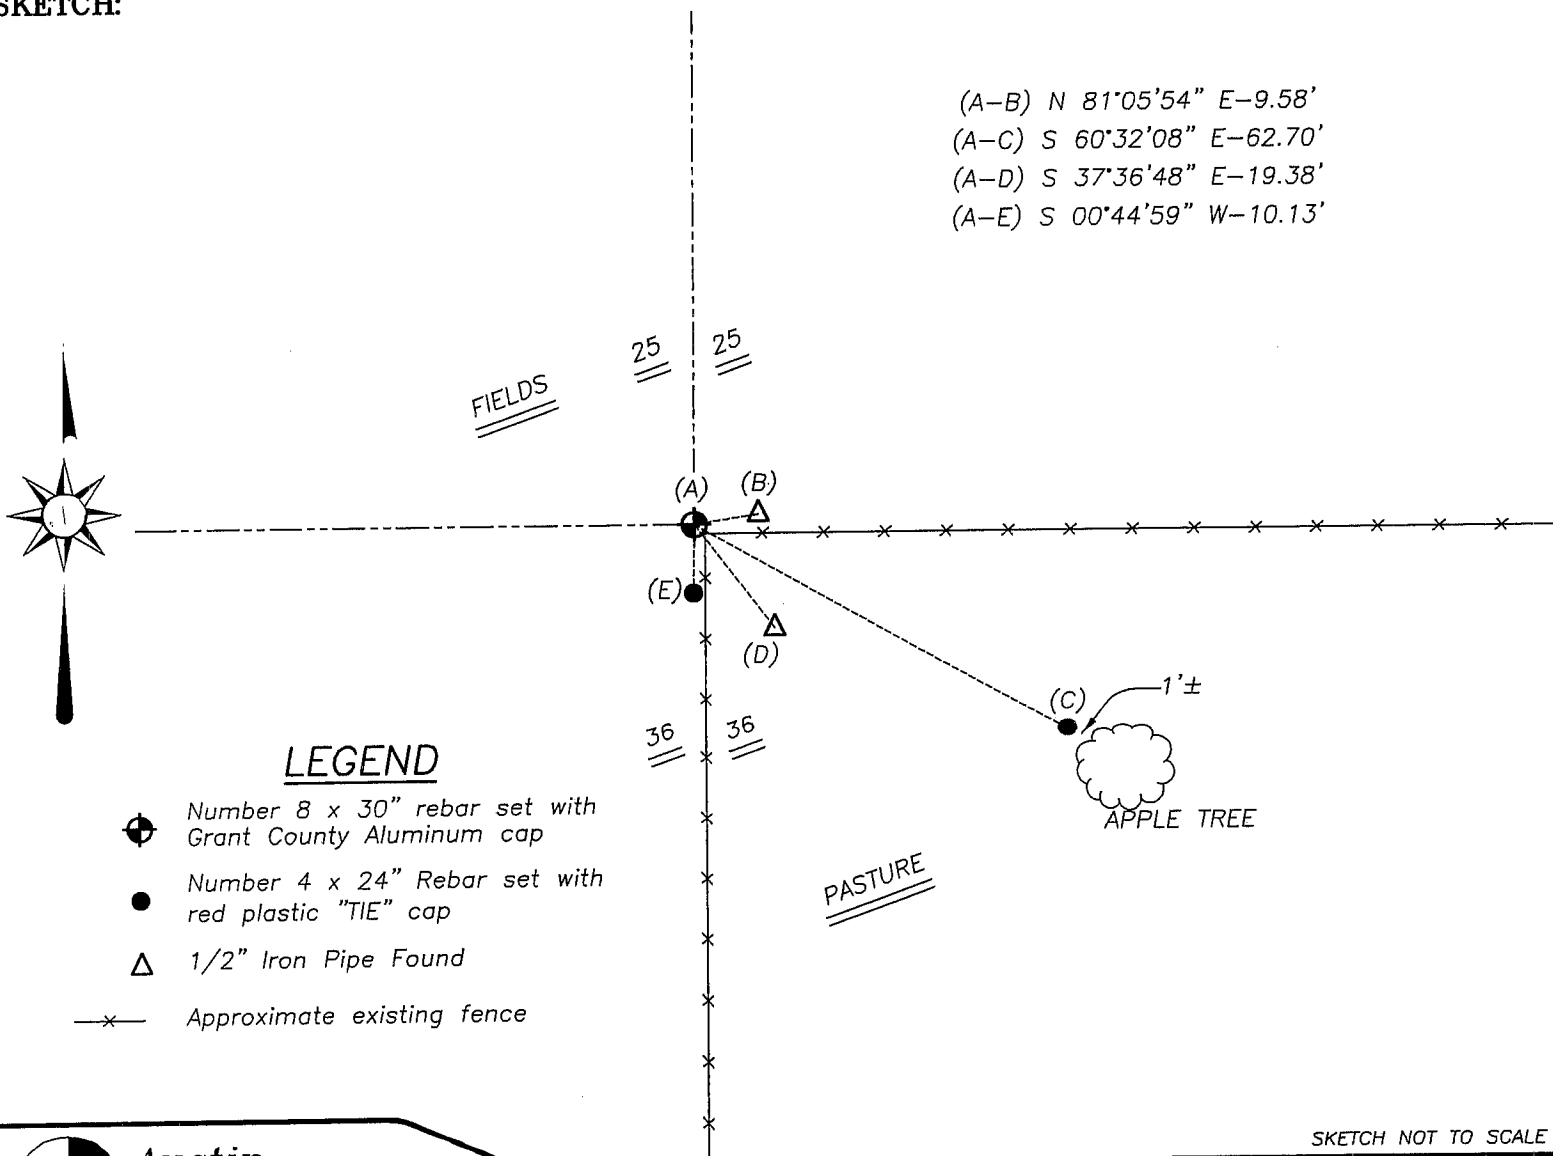 SKETCH:
(A-B) N 81°05'54" E-9.58'
(A-C) S 60°32'08" E-62.70'
(A-D) S 37°36'48" E-19.38'
(A-E) S 00°44'59" W-10.13'
25 25
FIELDS
(A) (B)
(E)
(D)
(C) 1'±
36 36
APPLE TREE
PASTURE
LEGEND
Number 8 x 30" rebar set with
Grant County Aluminum cap
Number 4 x 24" Rebar set with
red plastic "TIE" cap
1/2" Iron Pipe Found
Approximate existing fence
SKETCH NOT TO SCALE
Austin